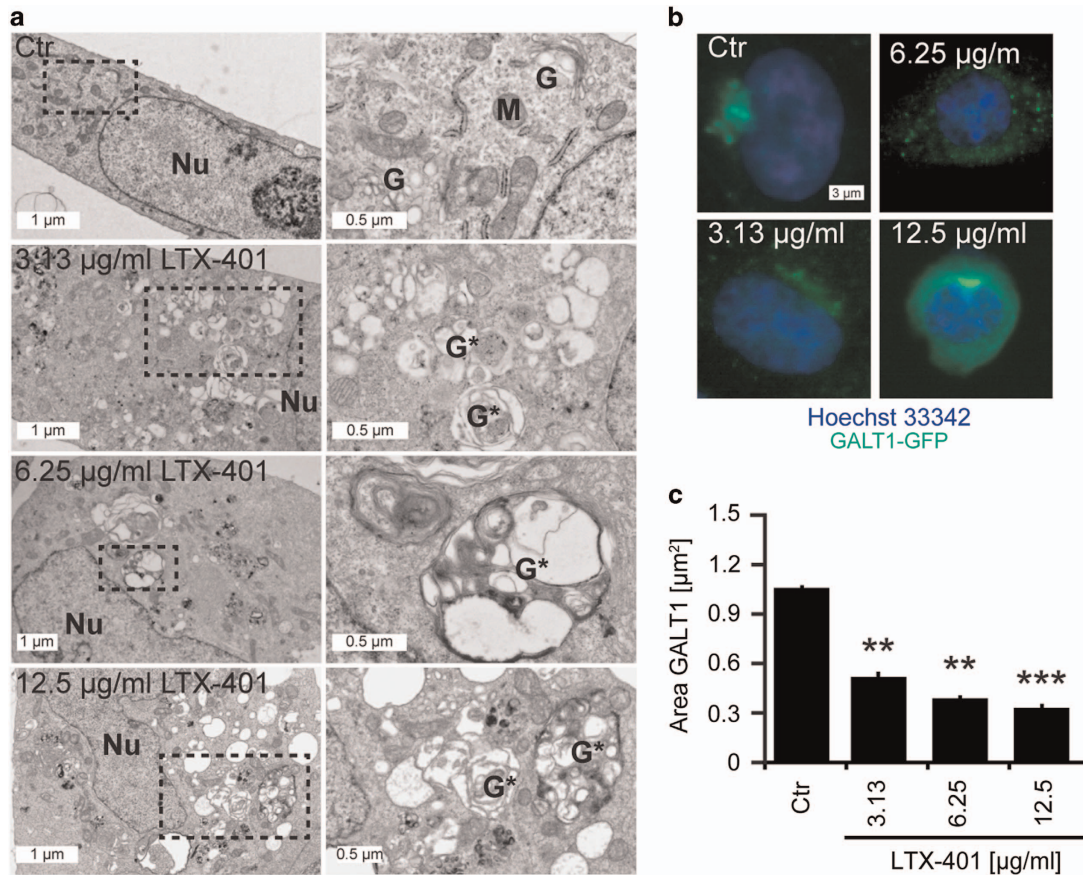 a
Ctr
Nu
1 µm
G
M
G
0.5 µm
3.13 µg/ml LTX-401
Nu
1 µm
G*
G*
0.5 µm
6.25 µg/ml LTX-401
Nu
1 µm
G*
0.5 µm
12.5 µg/ml LTX-401
Nu
1 µm
G*
G*
0.5 µm
b
Ctr
3 µm
6.25 µg/m
3.13 µg/ml
12.5 µg/ml
Hoechst 33342
GALT1-GFP
c
Area GALT1 [µm²]
1.5
1.2
0.9
0.6
0.3
0
**
**
***
Ctr
3.13
6.25
12.5
LTX-401 [µg/ml]